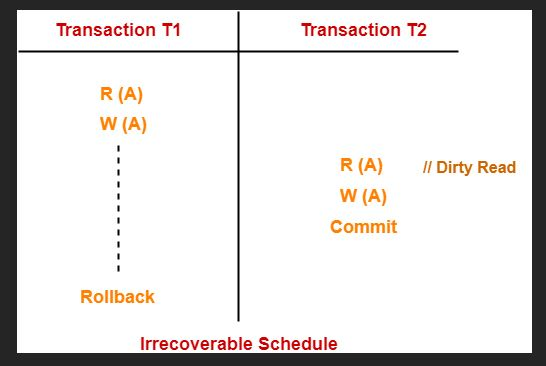 Transaction T1 Transaction T2
R (A)
W (A)
R (A) // Dirty Read
W (A)
Commit
Rollback
Irrecoverable Schedule